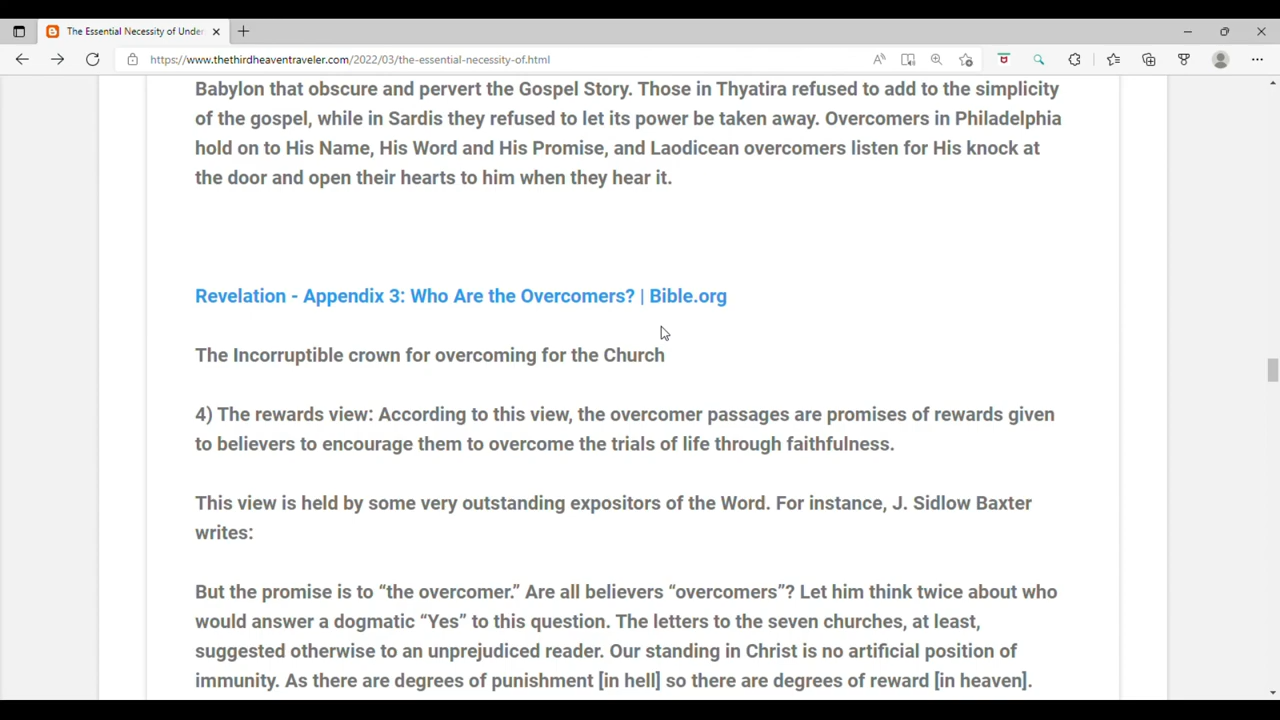 The Essential Necessity of Under
https://www.thethirdheaventraveler.com/2022/03/the-essential-necessity-of.html
Babylon that obscure and pervert the Gospel Story. Those in Thyatira refused to add to the simplicity
of the gospel, while in Sardis they refused to let its power be taken away. Overcomers in Philadelphia
hold on to His Name, His Word and His Promise, and Laodicean overcomers listen for His knock at
the door and open their hearts to him when they hear it.
Revelation - Appendix 3: Who Are the Overcomers? | Bible.org
The Incorruptible crown for overcoming for the Church
4) The rewards view: According to this view, the overcomer passages are promises of rewards given
to believers to encourage them to overcome the trials of life through faithfulness.
This view is held by some very outstanding expositors of the Word. For instance, J. Sidlow Baxter
writes:
But the promise is to “the overcomer.” Are all believers “overcomers”? Let him think twice about who
would answer a dogmatic “Yes” to this question. The letters to the seven churches, at least,
suggested otherwise to an unprejudiced reader. Our standing in Christ is no artificial position of
immunity. As there are degrees of punishment [in hell] so there are degrees of reward [in heaven].